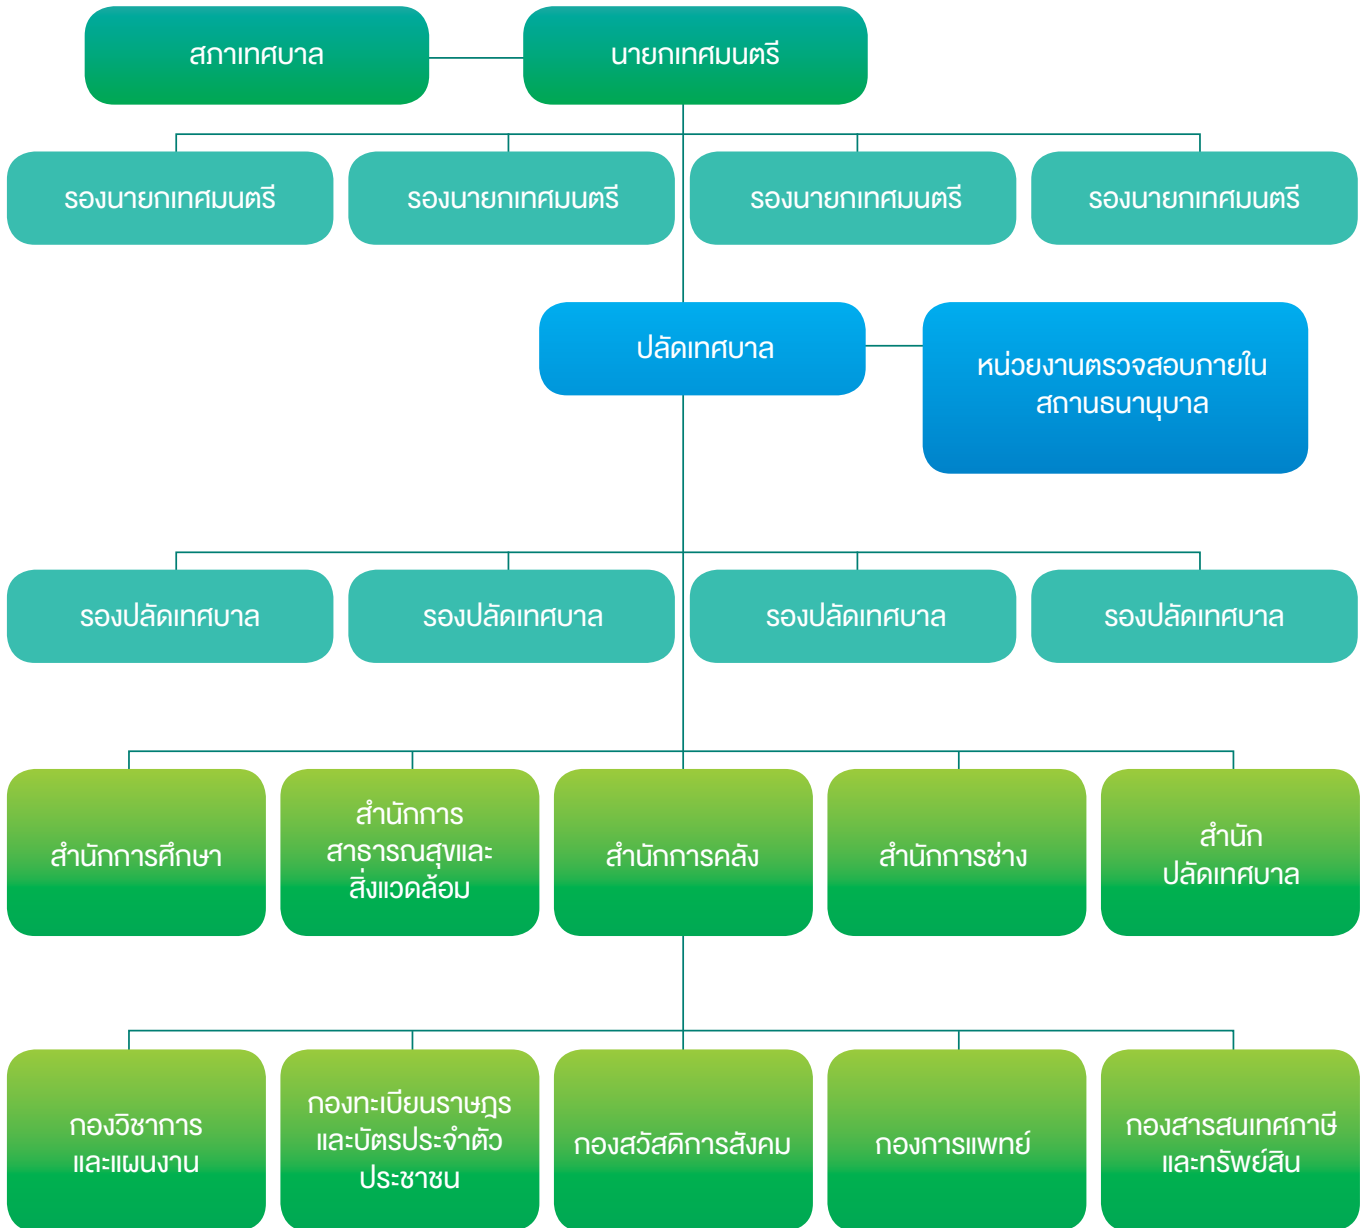 สภาเทศบาล
นายกเทศมนตรี
รองนายกเทศมนตรี
รองนายกเทศมนตรี
รองนายกเทศมนตรี
รองนายกเทศมนตรี
ปลัดเทศบาล
หน่วยงานตรวจสอบภายใน
สถานธนานุบาล
รองปลัดเทศบาล
รองปลัดเทศบาล
รองปลัดเทศบาล
รองปลัดเทศบาล
สำนักการศึกษา
สำนักการ
สาธารณสุขและ
สิ่งแวดล้อม
สำนักการคลัง
สำนักการช่าง
สำนัก
ปลัดเทศบาล
กองวิชาการ
และแผนงาน
กองทะเบียนราษฎร
และบัตรประจำตัว
ประชาชน
กองสวัสดิการสังคม
กองการแพทย์
กองสารสนเทศภาษี
และทรัพย์สิน